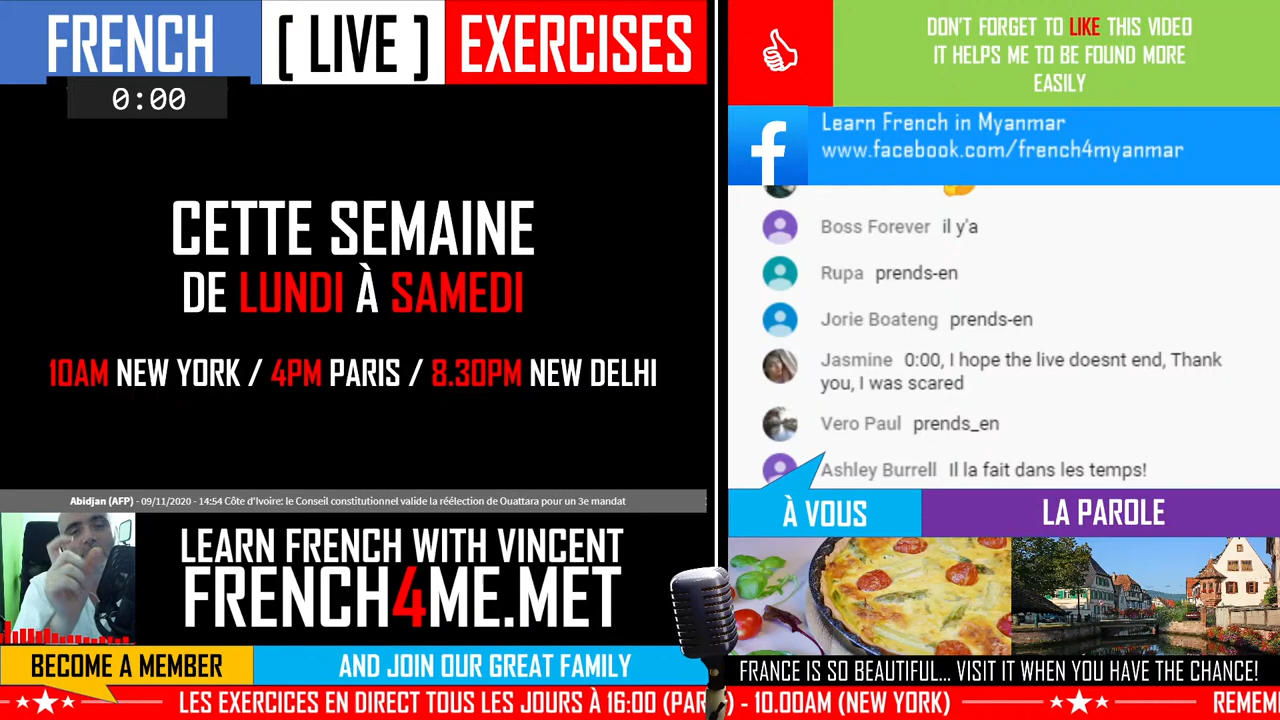 FRENCH [ LIVE ] EXERCISES
0:00
CETTE SEMAINE
DE LUNDI À SAMEDI
10AM NEW YORK / 4PM PARIS / 8.30PM NEW DELHI
Abidjan (AFP) - 09/11/2020 - 14:54 Côte d'Ivoire: le Conseil constitutionnel valide la réélection de Ouattara pour un 3e mandat
LEARN FRENCH WITH VINCENT
FRENCH4ME.MET
BECOME A MEMBER
AND JOIN OUR GREAT FAMILY
DON'T FORGET TO LIKE THIS VIDEO
IT HELPS ME TO BE FOUND MORE
EASILY
Learn French in Myanmar
www.facebook.com/french4myanmar
Boss Forever il y'a
Rupa prends-en
Jorie Boateng prends-en
Jasmine 0:00, I hope the live doesnt end, Thank
you, I was scared
Vero Paul prends_en
Ashley Burrell Il la fait dans les temps!
À VOUS LA PAROLE
FRANCE IS SO BEAUTIFUL... VISIT IT WHEN YOU HAVE THE CHANCE!
LES EXERCICES EN DIRECT TOUS LES JOURS À 16:00 (PAR ) - 10.00AM (NEW YORK) REMEM